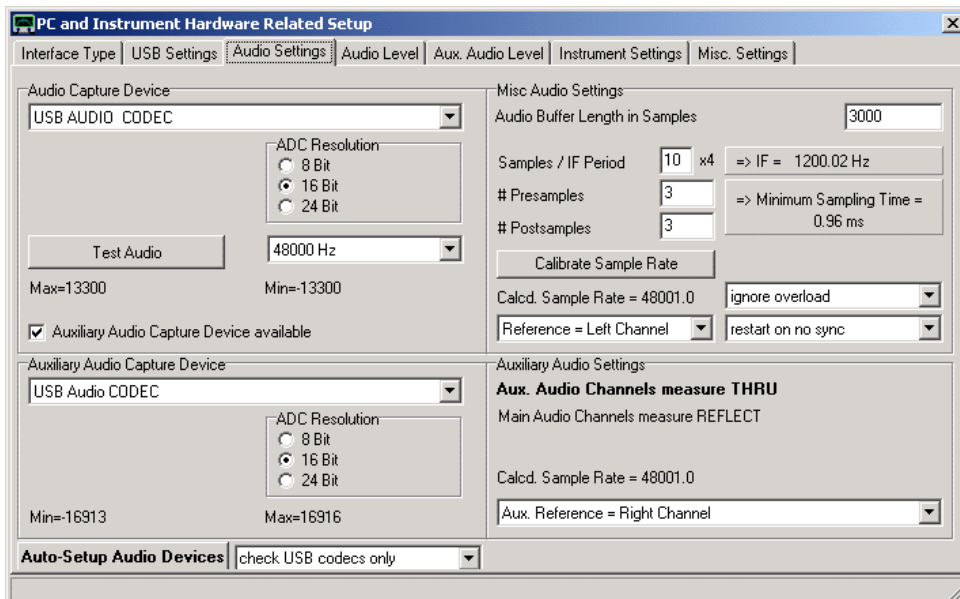 PC and Instrument Hardware Related Setup
Interface Type USB Settings Audio Settings Audio Level Aux. Audio Level Instrument Settings Misc. Settings
Audio Capture Device
USB AUDIO  CODEC
ADC Resolution
8 Bit
16 Bit
24 Bit
Test Audio
48000 Hz
Max=13300 Min=-13300
Auxiliary Audio Capture Device available
Misc Audio Settings
Audio Buffer Length in Samples 3000
Samples / IF Period 10 x4 => IF = 1200.02 Hz
# Presamples 3
# Postsamples 3
=> Minimum Sampling Time =
0.96 ms
Calibrate Sample Rate
Calcd. Sample Rate = 48001.0 ignore overload
Reference = Left Channel restart on no sync
Auxiliary Audio Capture Device
USB Audio CODEC
ADC Resolution
8 Bit
16 Bit
24 Bit
Min=-16913 Max=16916
Auxiliary Audio Settings
Aux. Audio Channels measure THRU
Main Audio Channels measure REFLECT
Calcd. Sample Rate = 48001.0
Aux. Reference = Right Channel
Auto-Setup Audio Devices check USB codecs only